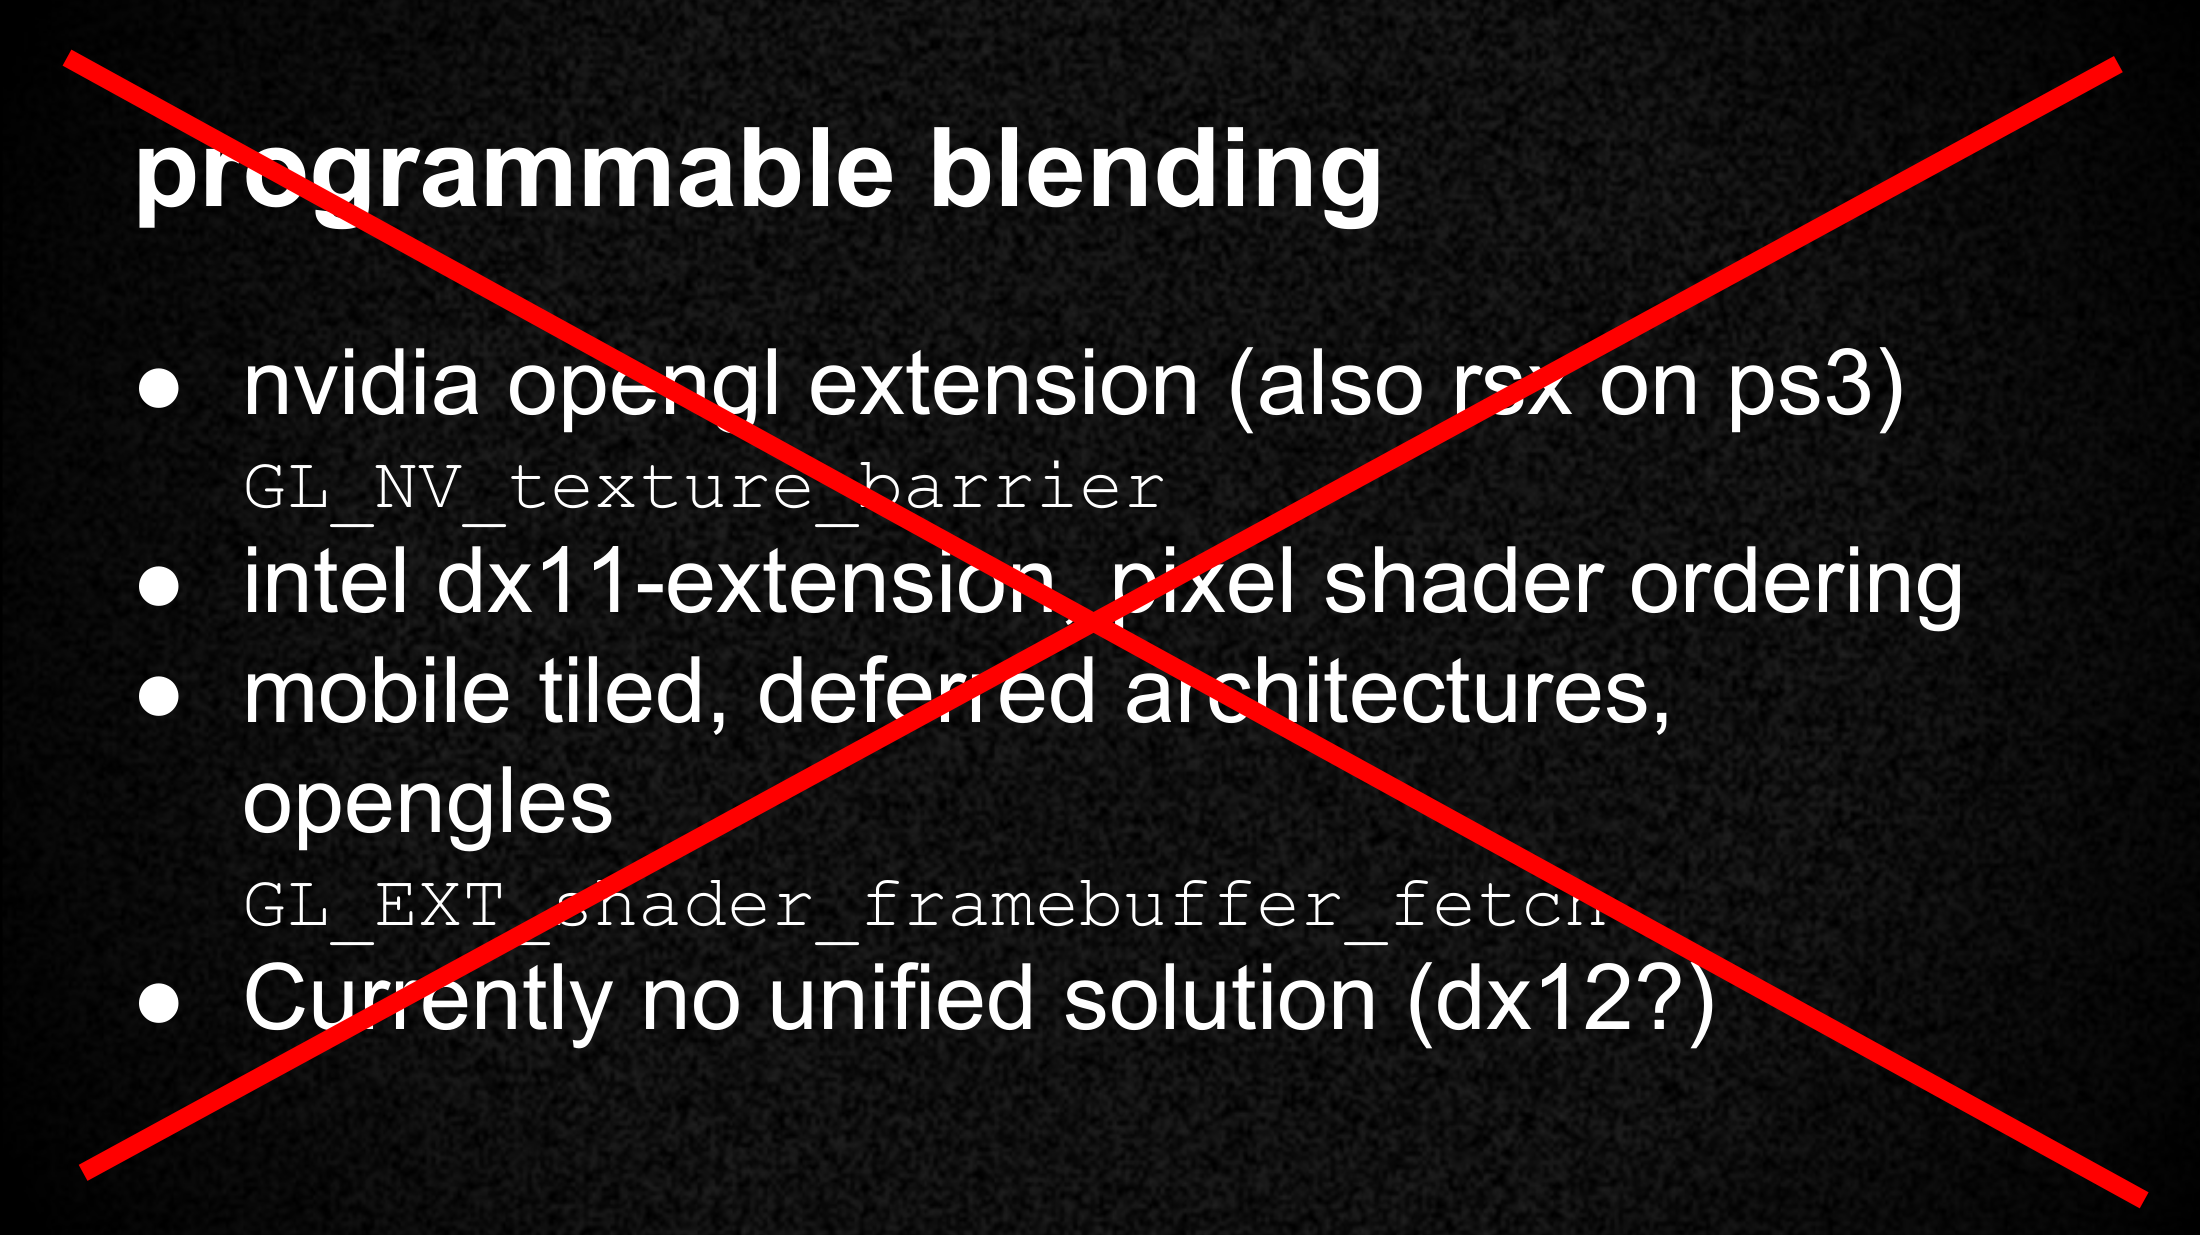 programmable blending
● nvidia opengl extension (also rsx on ps3)
GL_NV_texture_barrier
● intel dx11-extension, pixel shader ordering
● mobile tiled, deferred architectures,
opengles
GL_EXT_shader_framebuffer_fetch
● Currently no unified solution (dx12?)